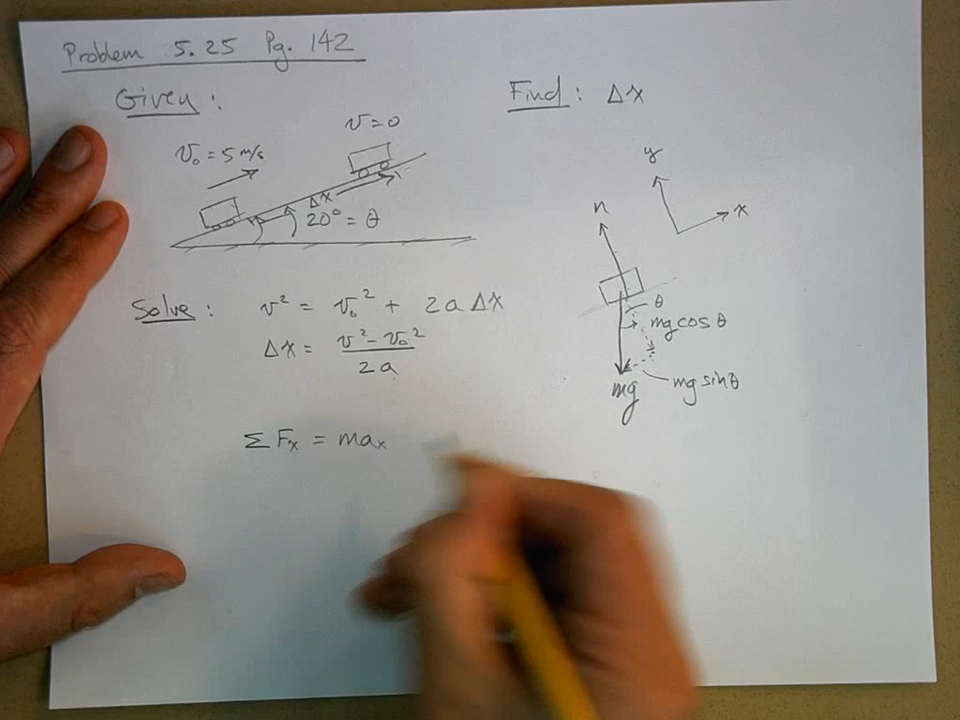 Problem 5.25 Pg. 142
Given:
Find: Δx
v=0
v₀ = 5 m/s
Δx
20° = θ
y
x
n
θ
mg cos θ
mg sin θ
mg
Solve: v² = v₀² + 2aΔx
Δx = (v² - v₀²) / 2a
Σ Fₓ = maₓ